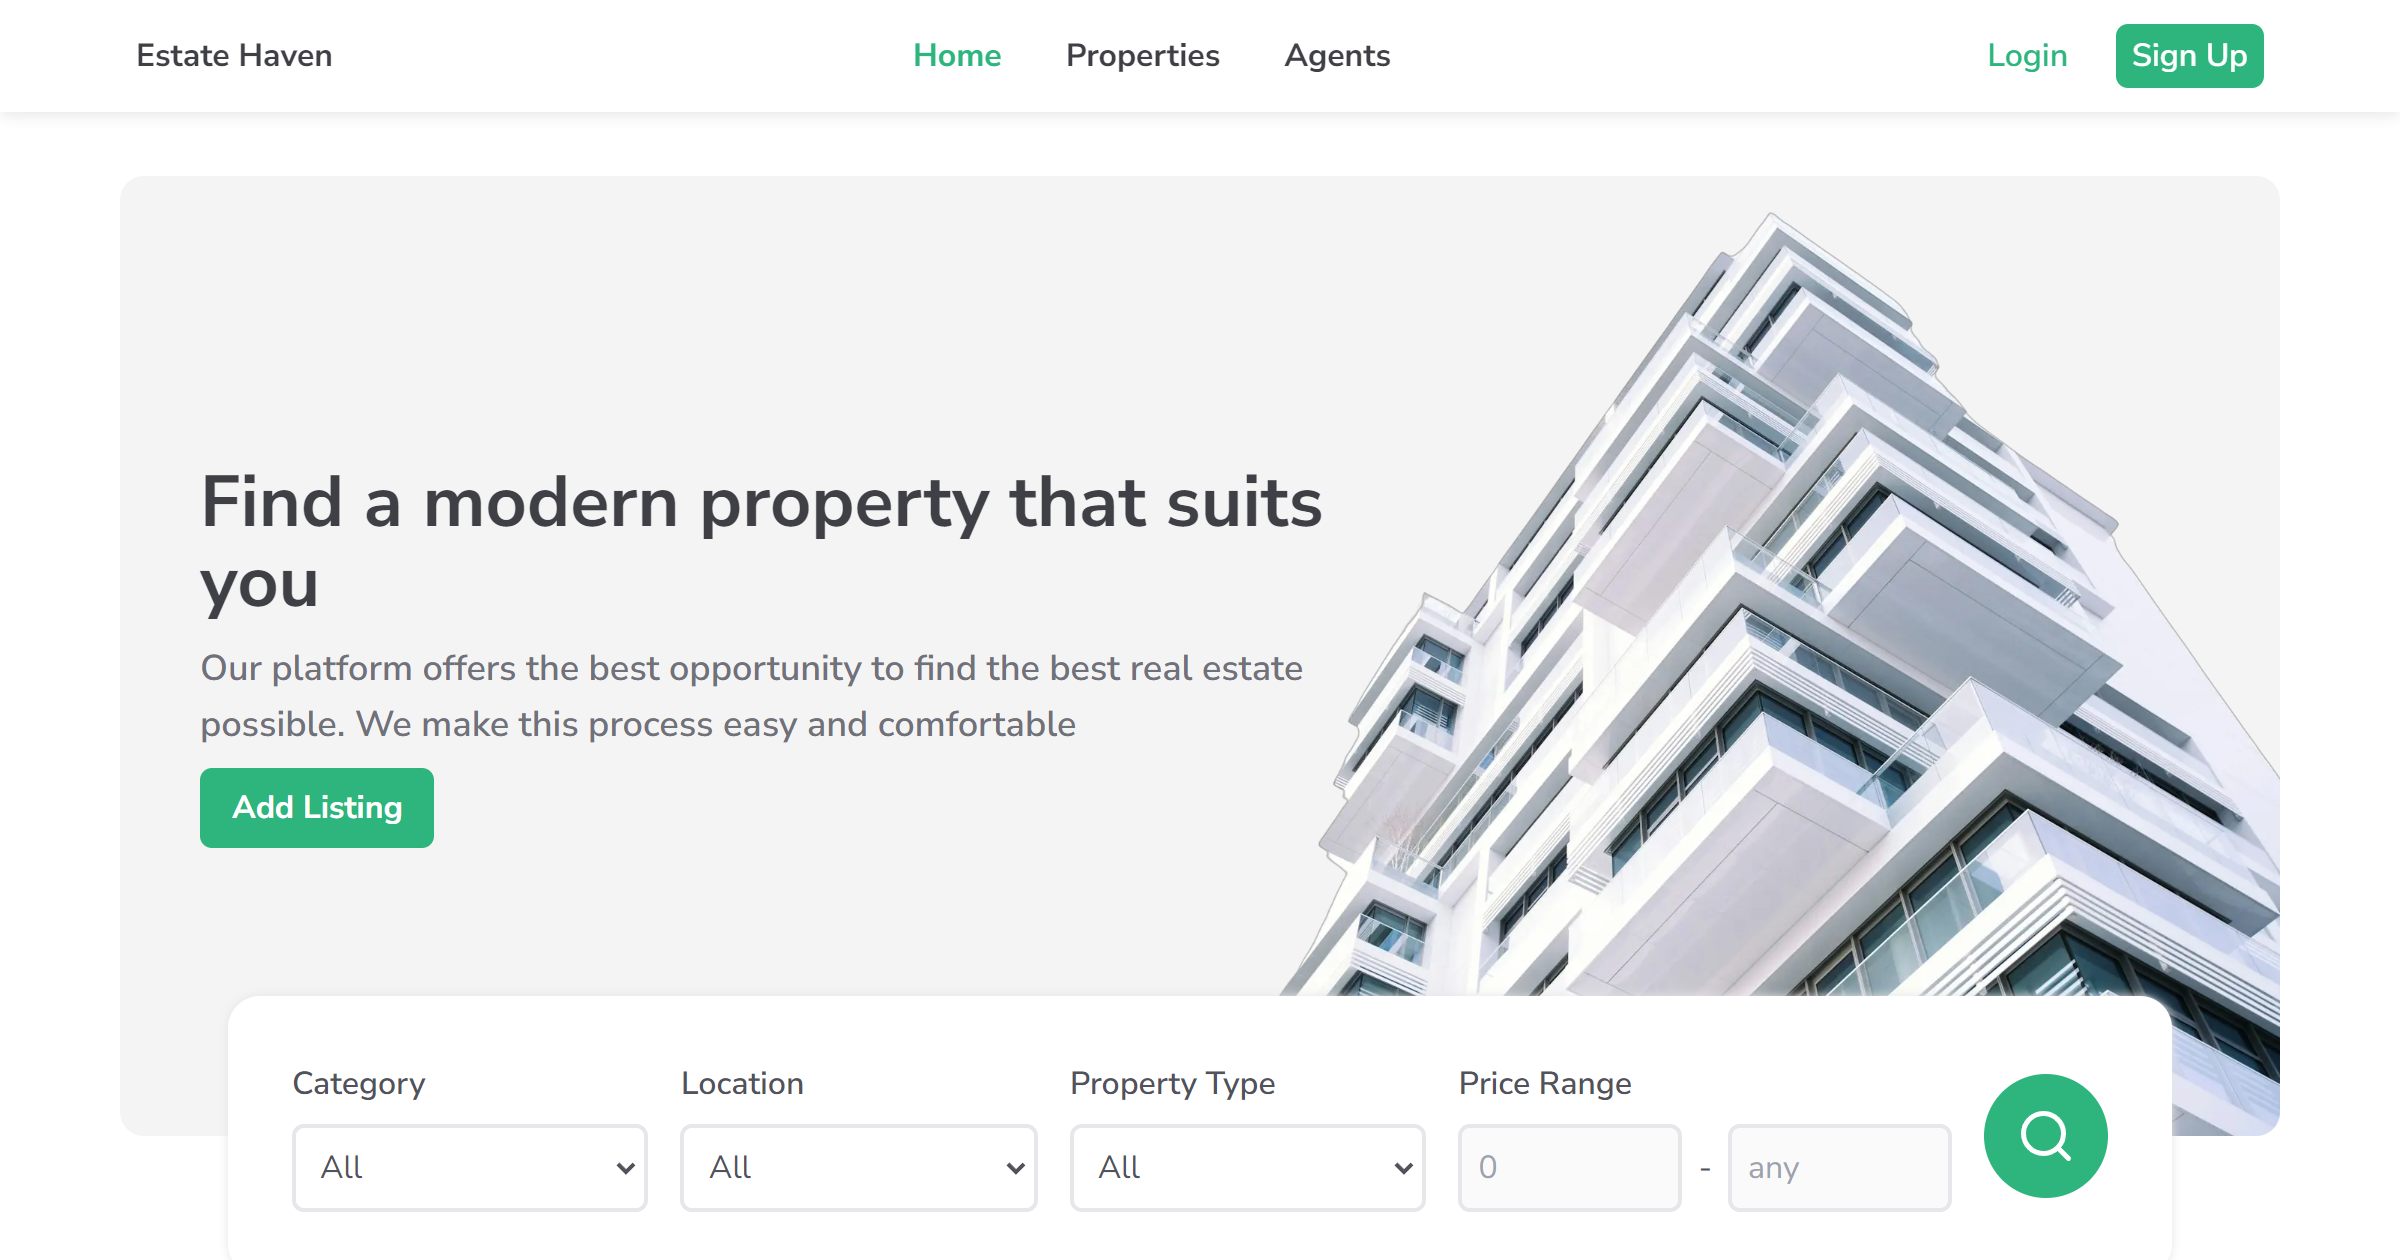 Estate Haven
Home Properties Agents
Login Sign Up
Find a modern property that suits
you
Our platform offers the best opportunity to find the best real estate
possible. We make this process easy and comfortable
Add Listing
Category Location Property Type Price Range
All All All 0 - any